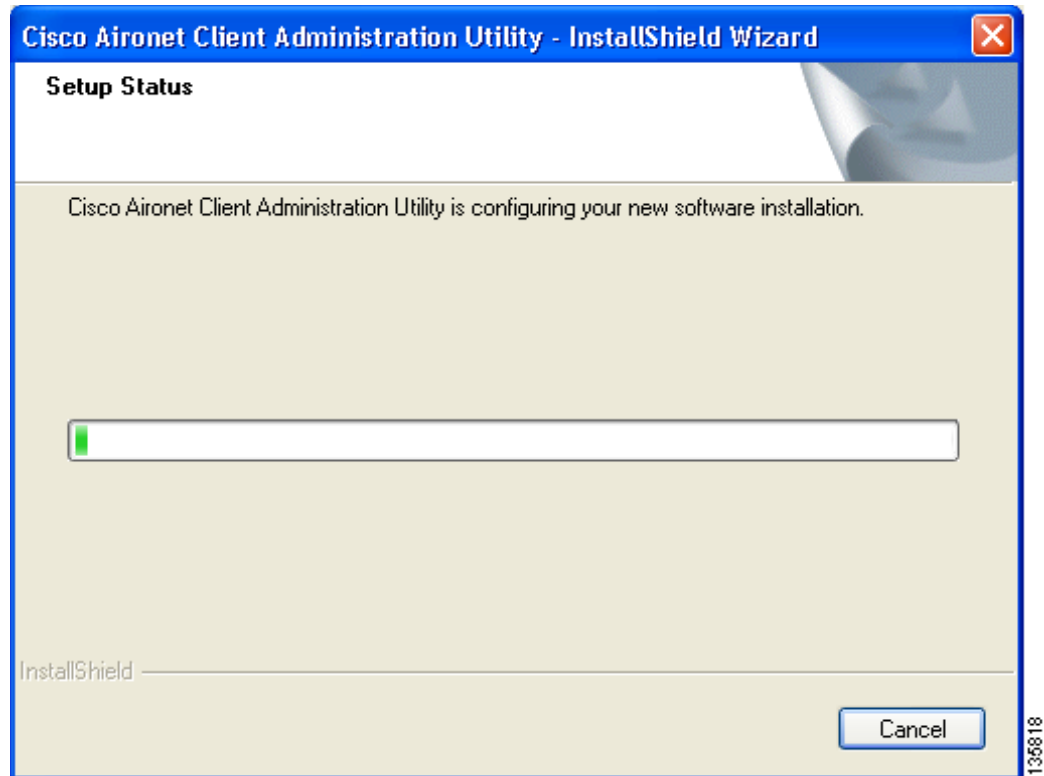 Cisco Aironet Client Administration Utility - InstallShield Wizard
Setup Status
Cisco Aironet Client Administration Utility is configuring your new software installation.
InstallShield
Cancel
135818